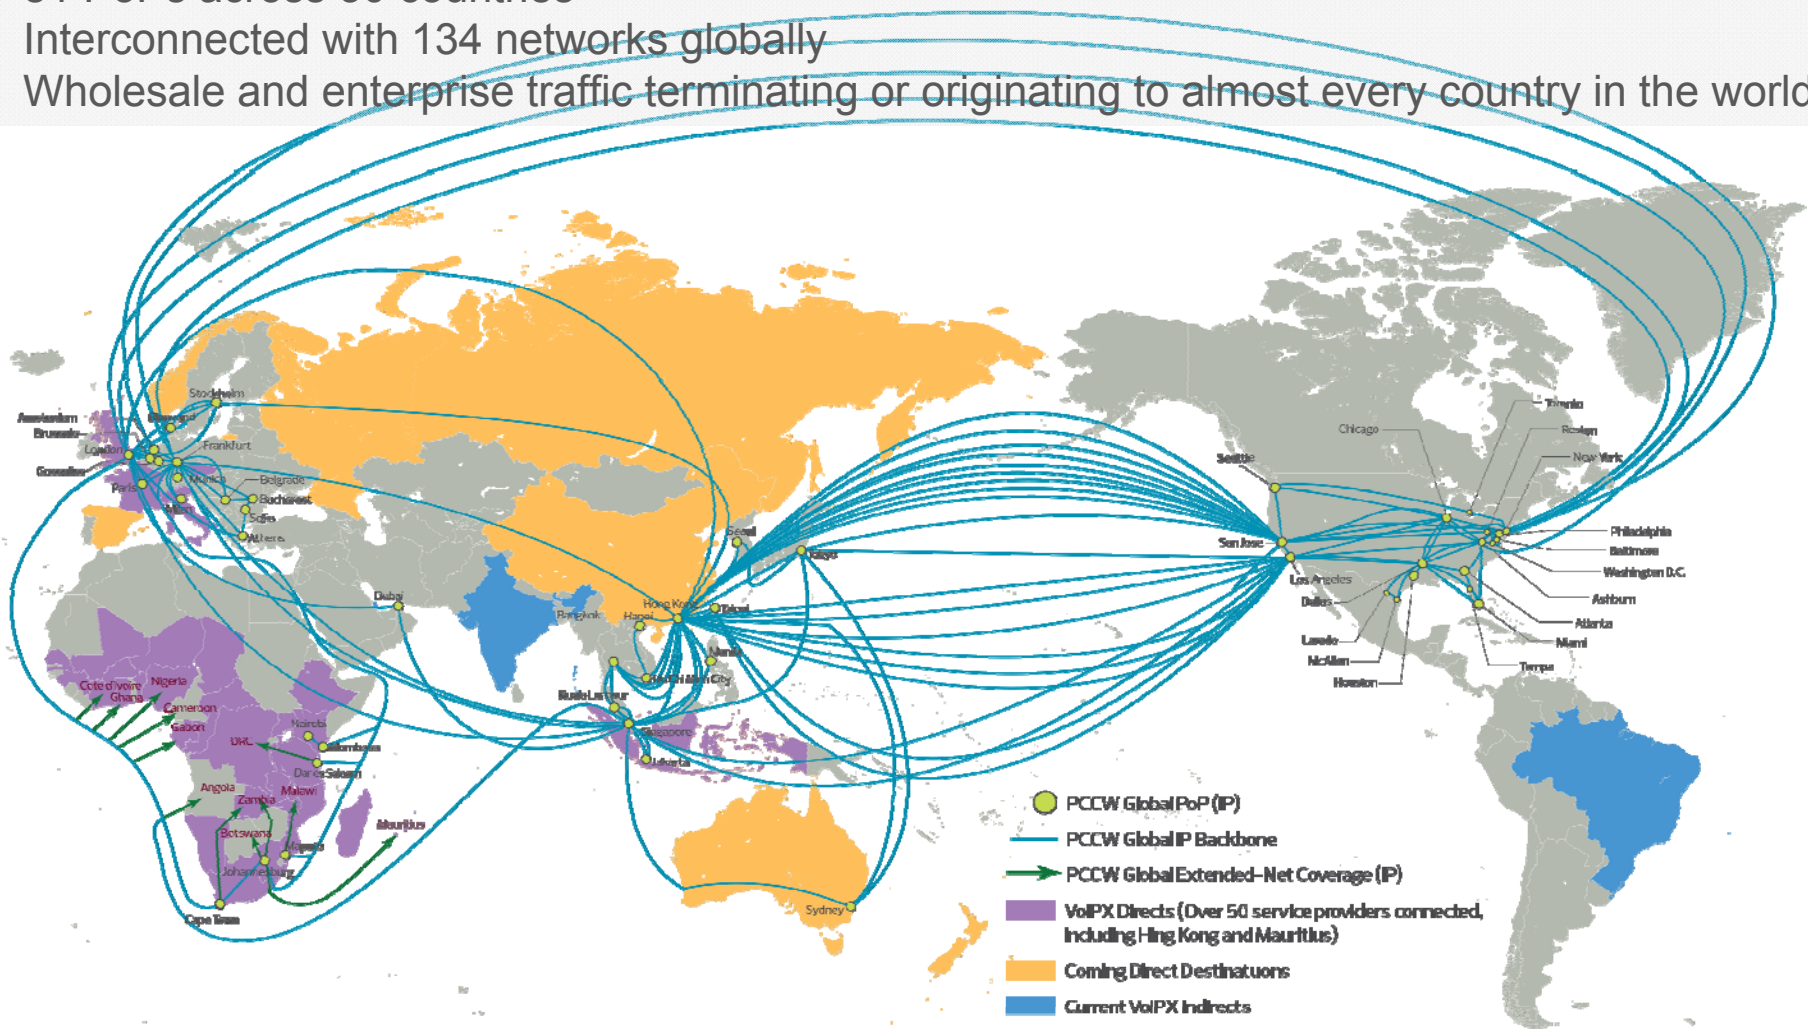 Interconnected with 134 networks globally
Wholesale and enterprise traffic terminating or originating to almost every country in the world
Stockholm
Amsterdam
Brussels
London
Frankfurt
Paris
Munich
Belgrade
Bucharest
Sofia
Athens
Milan
Dubai
Seoul
Tokyo
Hong Kong
Taipei
Bangkok
Hanoi
Manila
Ho Chi Minh City
Kuala Lumpur
Singapore
Jakarta
Sydney
Cote d'Ivoire
Ghana
Nigeria
Cameroon
Gabon
DRC
Nairobi
Mombasa
Dar es Salaam
Angola
Zambia
Malawi
Botswana
Maputo
Johannesburg
Cape Town
Mauritius
Seattle
San Jose
Los Angeles
Chicago
Toronto
Boston
New York
Philadelphia
Baltimore
Washington D.C.
Ashburn
Atlanta
Miami
Tampa
Dallas
Laredo
McAllen
Houston
PCCW Global PoP (IP)
PCCW Global IP Backbone
PCCW Global Extended-Net Coverage (IP)
VoIPX Directs (Over 50 service providers connected,
including Hing Kong and Mauritius)
Coming Direct Destinatuons
Current VoIPX Indirects